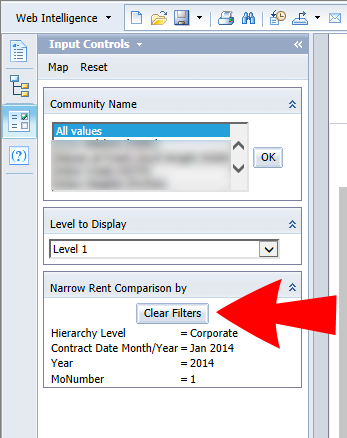 Web Intelligence
Input Controls
Map Reset
Community Name
All values
OK
Level to Display
Level 1
Narrow Rent Comparison by
Clear Filters
Hierarchy Level = Corporate
Contract Date Month/Year = Jan 2014
Year = 2014
MoNumber = 1